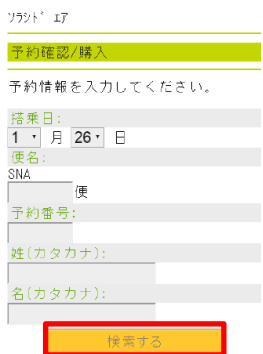 ｿﾗｼﾄﾞ ｴｱ
予約確認/購入
予約情報を入力してください。
搭乗日:
1 月 26 日
便名:
SNA
便
予約番号:
姓(カタカナ):
名(カタカナ):
検索する